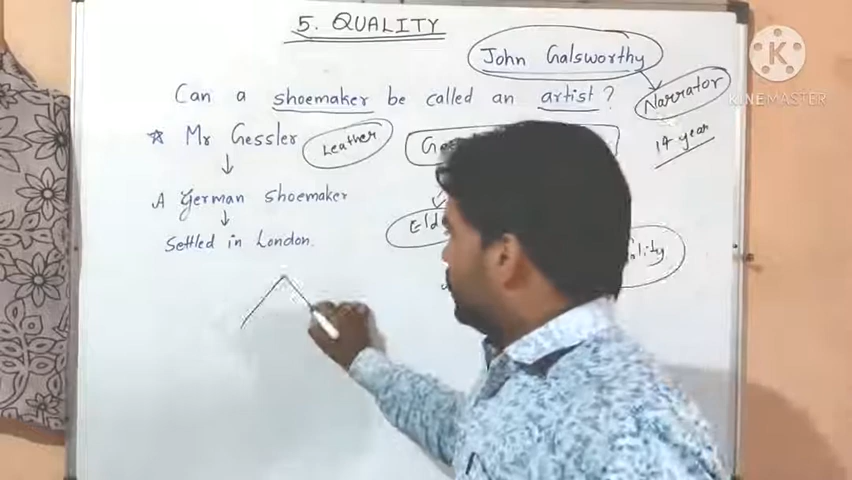 5. QUALITY
John Galsworthy
K
KINEMASTER
Can a shoemaker be called an artist?
Narrator
14 year
☆ Mr Gessler
Leather
↓
A German shoemaker
↓
Settled in London.